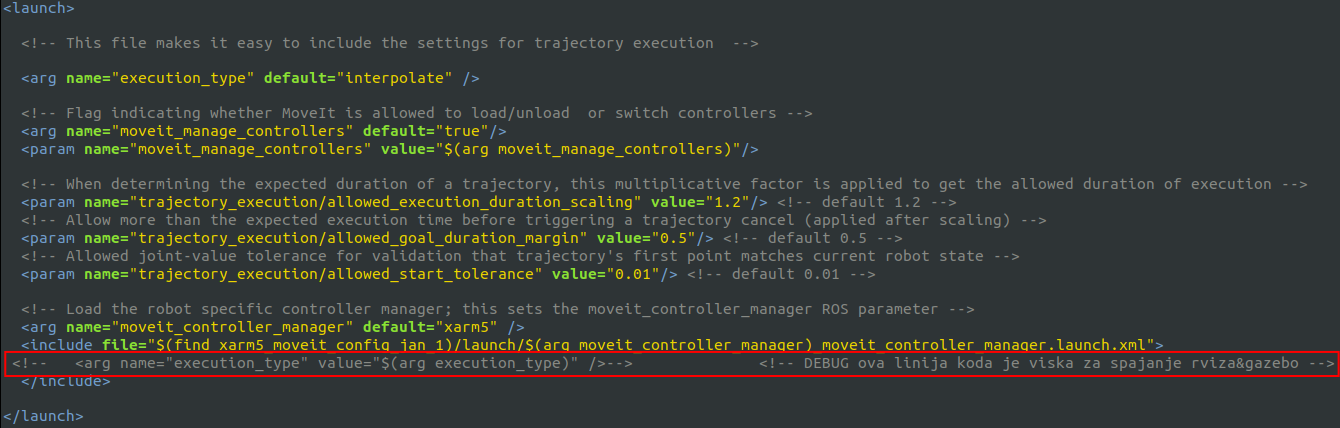 <launch>
<!-- This file makes it easy to include the settings for trajectory execution  -->
<arg name="execution_type" default="interpolate" />
<!-- Flag indicating whether MoveIt is allowed to load/unload  or switch controllers -->
<arg name="moveit_manage_controllers" default="true"/>
<param name="moveit_manage_controllers" value="$(arg moveit_manage_controllers)"/>
<!-- When determining the expected duration of a trajectory, this multiplicative factor is applied to get the allowed duration of execution -->
<param name="trajectory_execution/allowed_execution_duration_scaling" value="1.2"/> <!-- default 1.2 -->
<!-- Allow more than the expected execution time before triggering a trajectory cancel (applied after scaling) -->
<param name="trajectory_execution/allowed_goal_duration_margin" value="0.5"/> <!-- default 0.5 -->
<!-- Allowed joint-value tolerance for validation that trajectory's first point matches current robot state -->
<param name="trajectory_execution/allowed_start_tolerance" value="0.01"/> <!-- default 0.01 -->
<!-- Load the robot specific controller manager; this sets the moveit_controller_manager ROS parameter -->
<arg name="moveit_controller_manager" default="xarm5" />
<include file="$(find xarm5_moveit_config_jan_1)/launch/$(arg moveit_controller_manager)_moveit_controller_manager.launch.xml">
<!--   <arg name="execution_type" value="$(arg execution_type)" />-->              <!-- DEBUG ova linija koda je viska za spajanje rviza&gazebo -->
</include>
</launch>